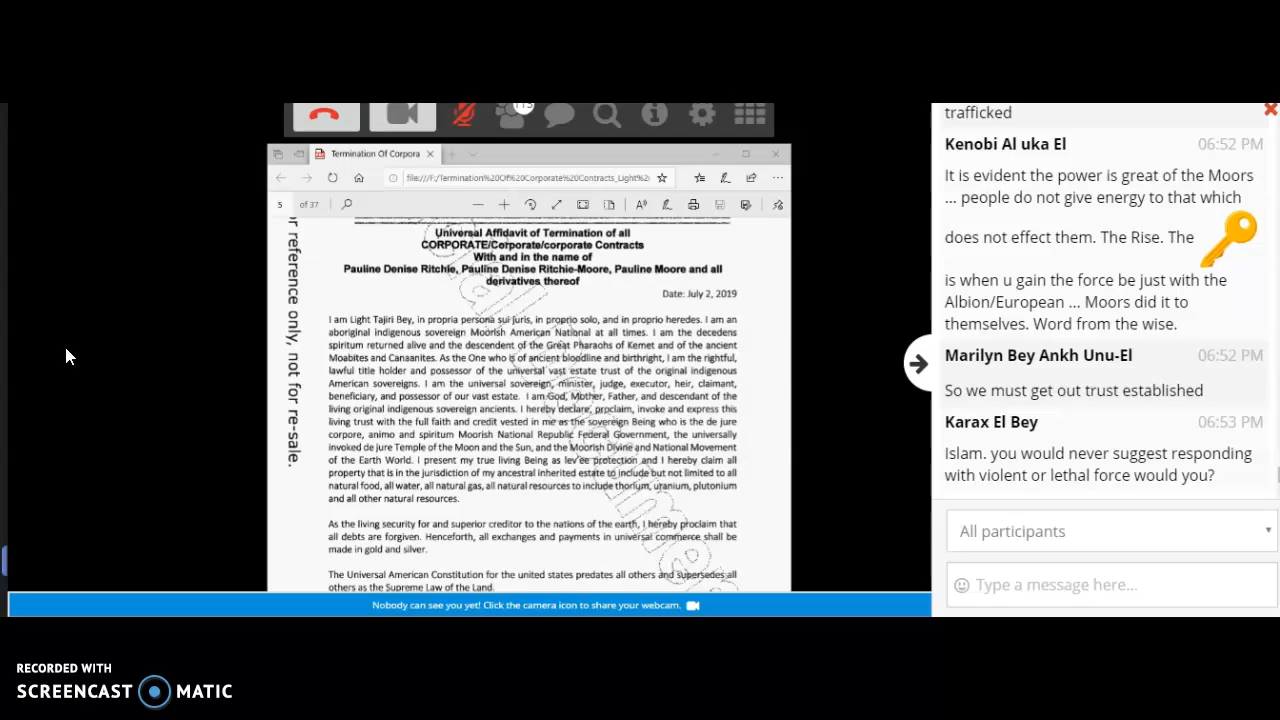 113
Termination Of Corpora
file:///F:/Termination%20Of%20Corporate%20Contracts_Light%2
5 of 37
or reference only, not for re-sale.
Universal Affidavit of Termination of all
CORPORATE/Corporate/corporate Contracts
With and in the name of
Pauline Denise Ritchie, Pauline Denise Ritchie-Moore, Pauline Moore and all
derivatives thereof
Date: July 2, 2019
I am Light Tajiri Bey, in propria persona sui juris, in proprio solo, and in proprio heredes. I am an
aboriginal indigenous sovereign Moorish American National at all times. I am the decedens
spiritum returned alive and the descendent of the Great Pharaohs of Kemet and of the ancient
Moabites and Canaanites. As the One who is of ancient bloodline and birthright, I am the rightful,
lawful title holder and possessor of the universal vast estate trust of the original indigenous
American sovereigns. I am the universal sovereign, minister, judge, executor, heir, claimant,
beneficiary, and possessor of our vast estate. I am God, Mother, Father, and descendant of the
living original indigenous sovereign ancients. I hereby declare, proclaim, invoke and express this
living trust with the full faith and credit vested in me as the sovereign Being who is the de jure
corpore, animo and spiritum Moorish National Republic Federal Government, the universally
invoked de jure Temple of the Moon and the Sun, and the Moorish Divine and National Movement
of the Earth World. I present my true living Being as lev'ee protection and I hereby claim all
property that is in the jurisdiction of my ancestral inherited estate to include but not limited to all
natural food, all water, all natural gas, all natural resources to include thorium, uranium, plutonium
and all other natural resources.
As the living security for and superior creditor to the nations of the earth, I hereby proclaim that
all debts are forgiven. Henceforth, all exchanges and payments in universal commerce shall be
made in gold and silver.
The Universal American Constitution for the united states predates all others and supersedes all
others as the Supreme Law of the Land.
Nobody can see you yet! Click the camera icon to share your webcam.
trafficked
Kenobi Al uka El 06:52 PM
It is evident the power is great of the Moors
... people do not give energy to that which
does not effect them. The Rise. The
is when u gain the force be just with the
Albion/European ... Moors did it to
themselves. Word from the wise.
Marilyn Bey Ankh Unu-El 06:52 PM
So we must get out trust established
Karax El Bey 06:53 PM
Islam. you would never suggest responding
with violent or lethal force would you?
All participants
Type a message here...
RECORDED WITH
SCREENCAST MATIC